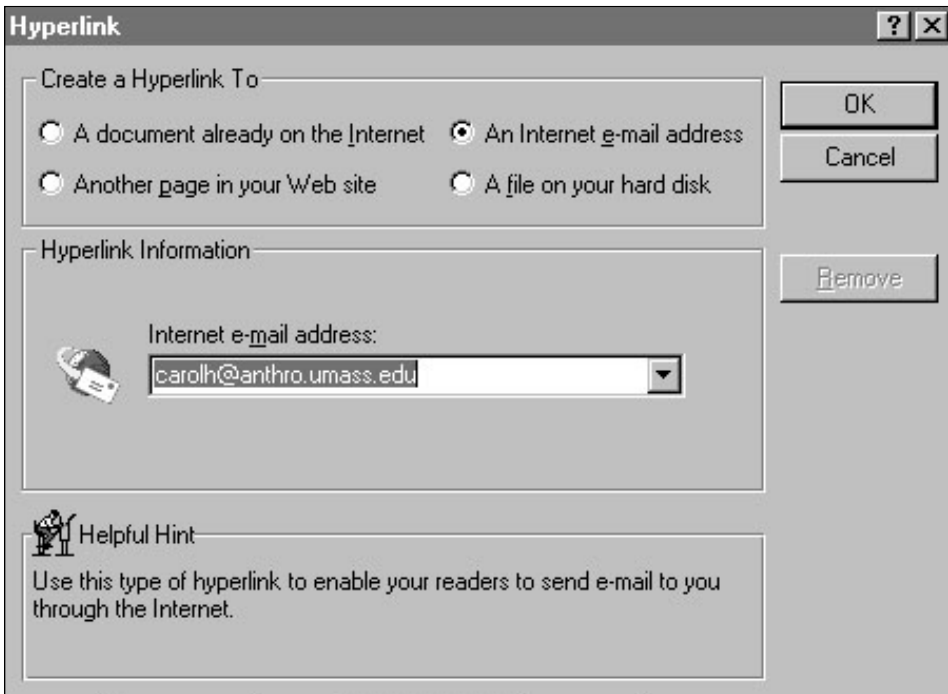 Hyperlink
Create a Hyperlink To
A document already on the Internet
An Internet e-mail address
Another page in your Web site
A file on your hard disk
OK
Cancel
Hyperlink Information
Remove
Internet e-mail address:
carolh@anthro.umass.edu
Helpful Hint
Use this type of hyperlink to enable your readers to send e-mail to you
through the Internet.